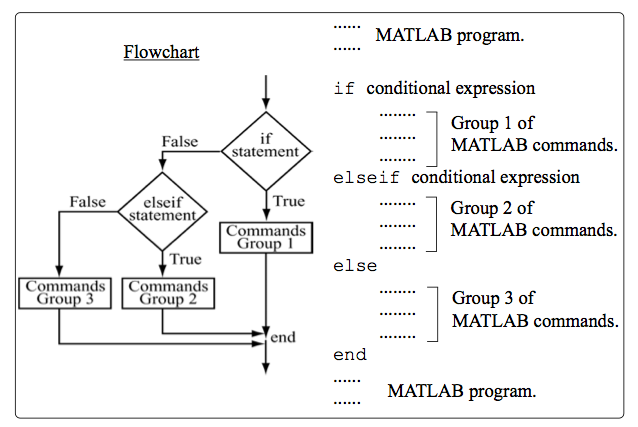 Flowchart
False
if
statement
True
False
elseif
statement
True
Commands
Group 1
Commands
Group 3
Commands
Group 2
end
...... MATLAB program.
......
if conditional expression
........ Group 1 of
........ MATLAB commands.
........
elseif conditional expression
........ Group 2 of
........ MATLAB commands.
........
else
........ Group 3 of
........ MATLAB commands.
........
end
...... MATLAB program.
......